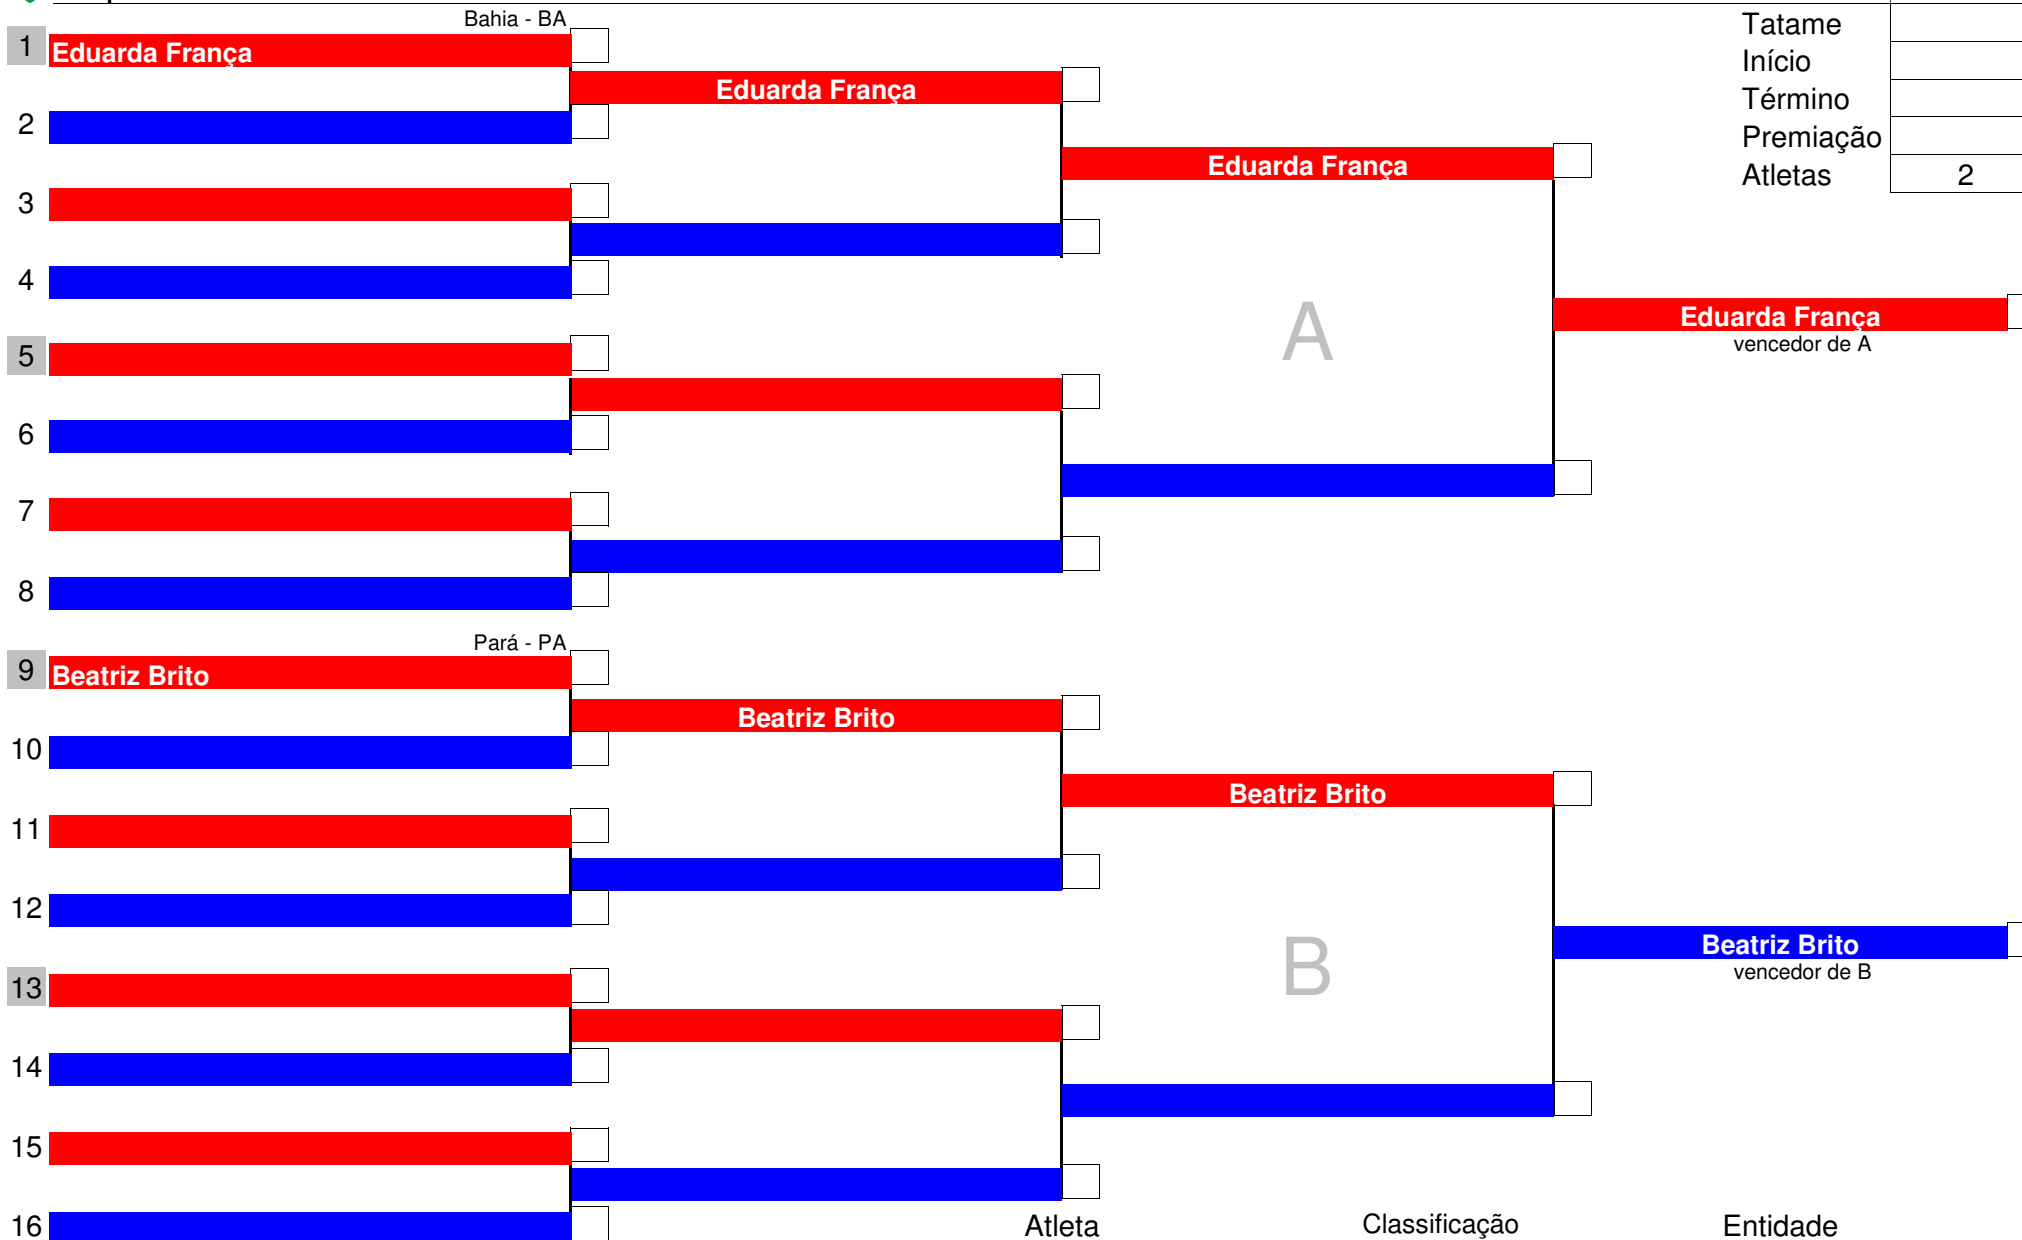 Bahia - BA
Tatame
1 Eduarda França
Início
Eduarda França
Término
2
Premiação
Eduarda França
Atletas 2
3
4
A
Eduarda França
vencedor de A
5
6
7
8
Pará - PA
9 Beatriz Brito
Beatriz Brito
10
Beatriz Brito
11
12
B
Beatriz Brito
vencedor de B
13
14
15
16
Atleta Classificação Entidade